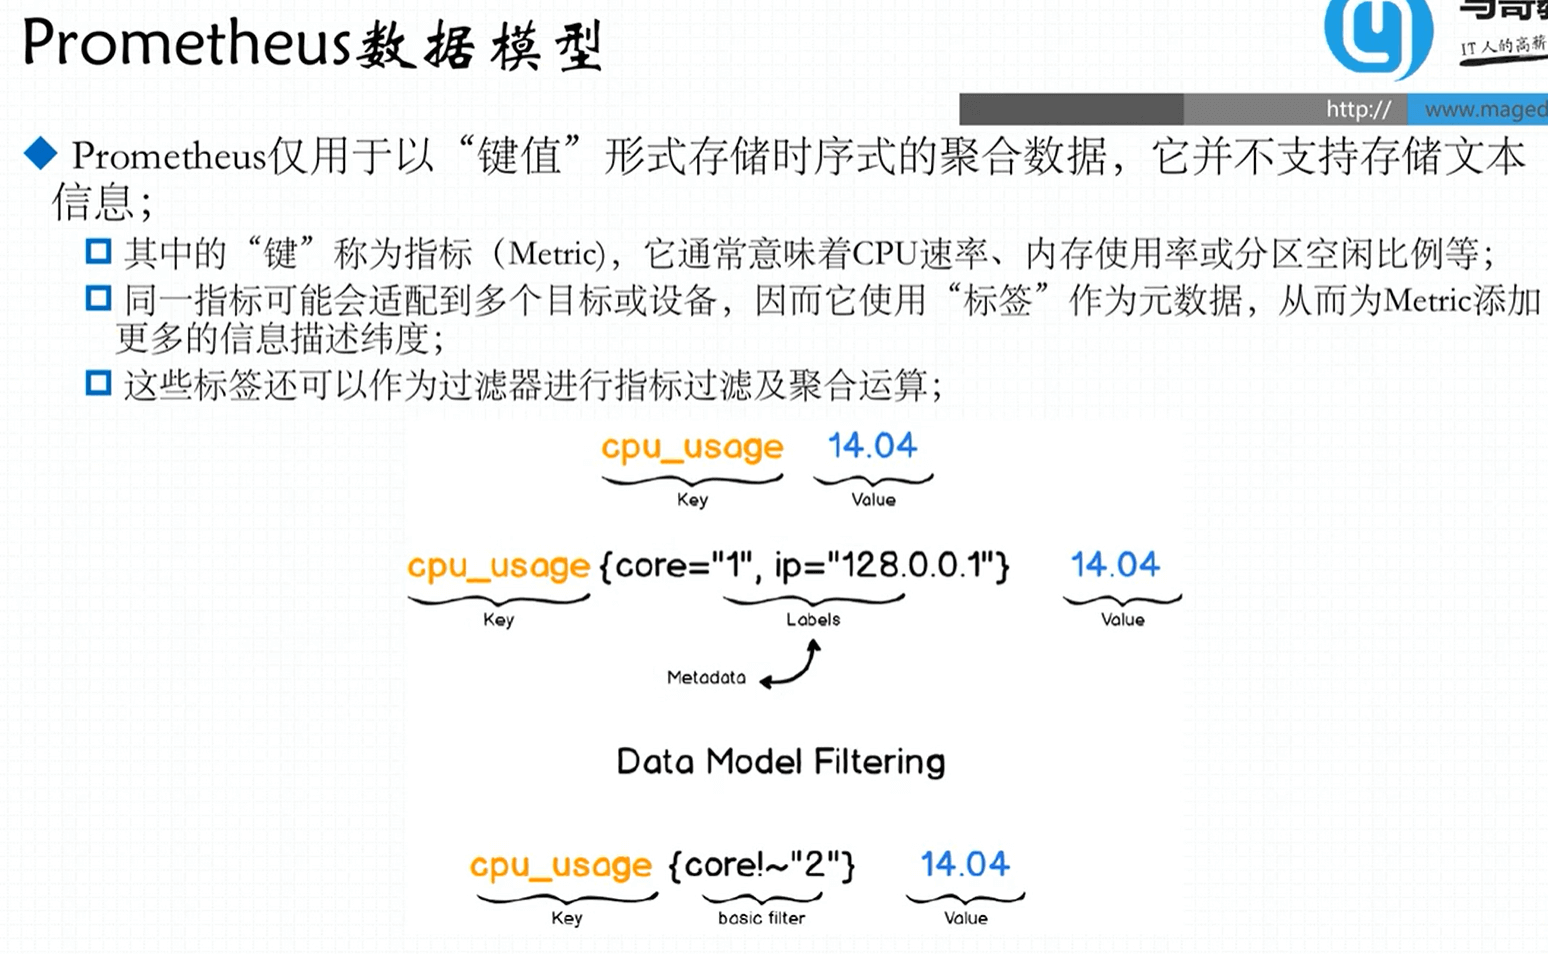 Prometheus数据模型
IT人的高薪
http:// www.maged
Prometheus仅用于以“键值”形式存储时序式的聚合数据，它并不支持存储文本
信息；
其中的“键”称为指标（Metric)，它通常意味着CPU速率、内存使用率或分区空闲比例等；
同一指标可能会适配到多个目标或设备，因而它使用“标签”作为元数据，从而为Metric添加
更多的信息描述纬度；
这些标签还可以作为过滤器进行指标过滤及聚合运算；
cpu_usage 14.04
Key Value
cpu_usage {core="1", ip="128.0.0.1"} 14.04
Key Labels Value
Metadata
Data Model Filtering
cpu_usage {core!~"2"} 14.04
Key basic filter Value